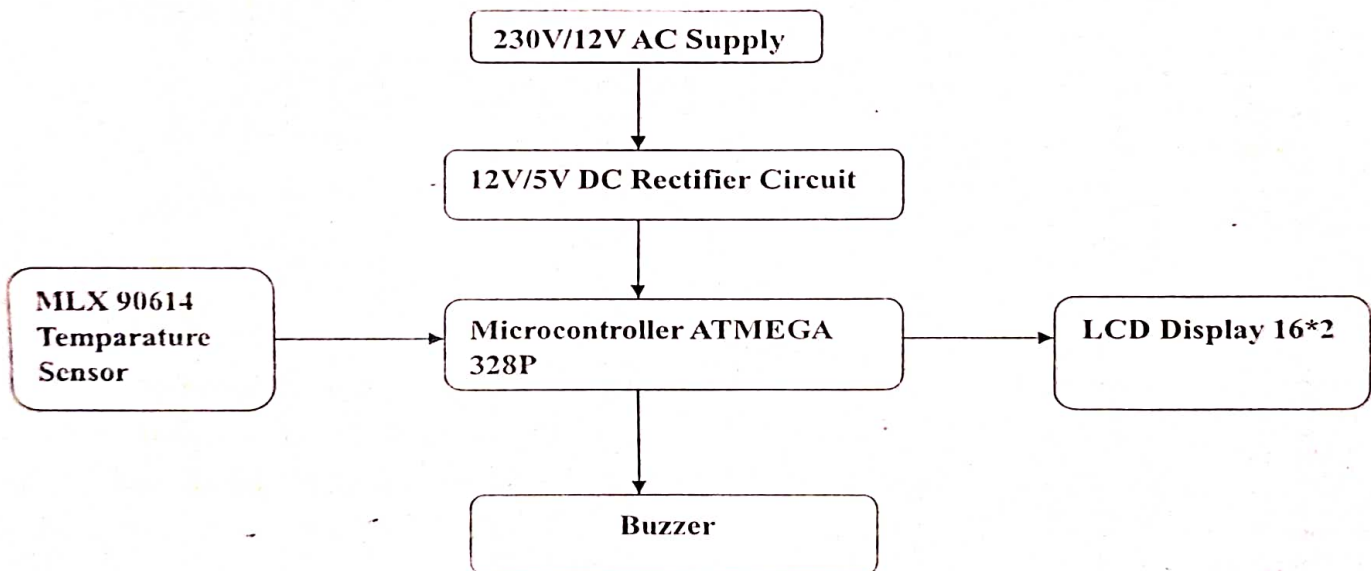 230V/12V AC Supply
12V/5V DC Rectifier Circuit
MLX 90614
Temparature
Sensor
Microcontroller ATMEGA
328P
LCD Display 16*2
Buzzer